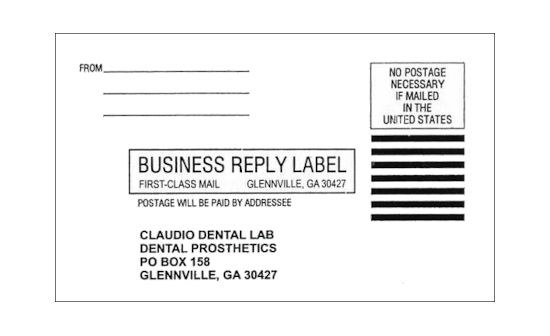 FROM
NO POSTAGE
NECESSARY
IF MAILED
IN THE
UNITED STATES
BUSINESS REPLY LABEL
FIRST-CLASS MAIL GLENNVILLE, GA 30427
POSTAGE WILL BE PAID BY ADDRESSEE
CLAUDIO DENTAL LAB
DENTAL PROSTHETICS
PO BOX 158
GLENNVILLE, GA 30427